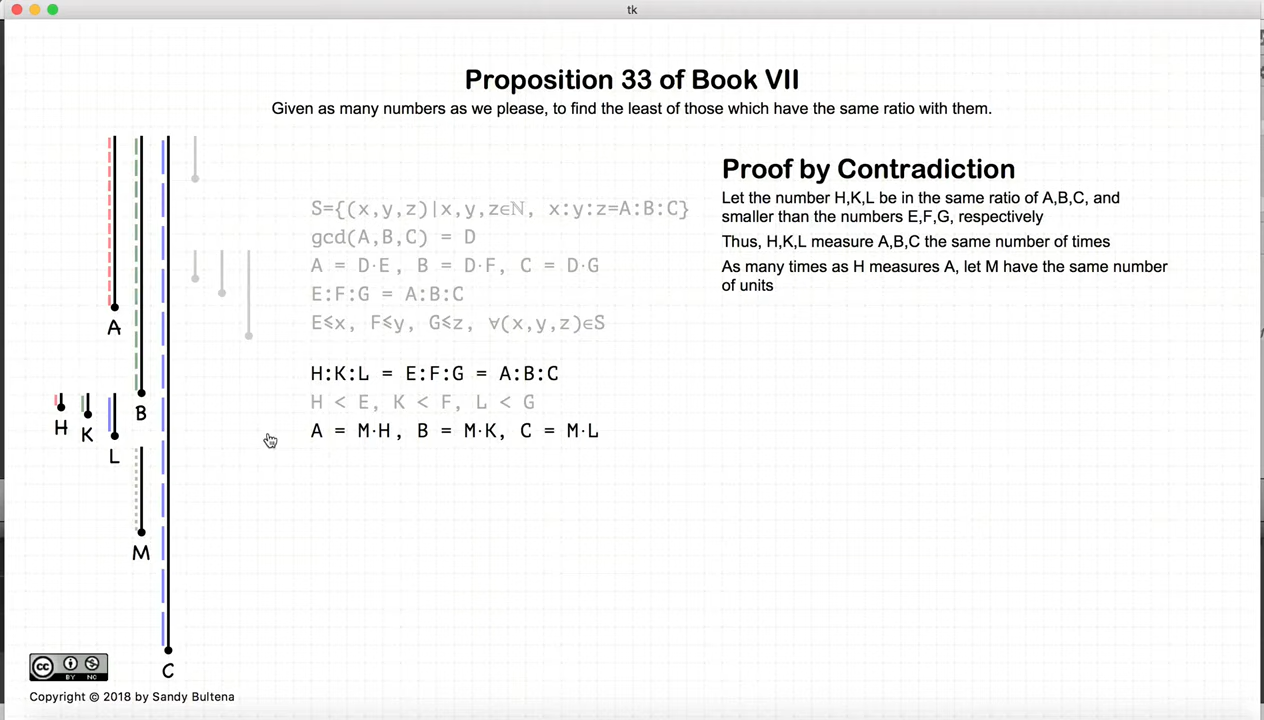 tk
Proposition 33 of Book VII
Given as many numbers as we please, to find the least of those which have the same ratio with them.
Proof by Contradiction
Let the number H,K,L be in the same ratio of A,B,C, and
smaller than the numbers E,F,G, respectively
Thus, H,K,L measure A,B,C the same number of times
As many times as H measures A, let M have the same number
of units
S={(x,y,z)|x,y,z∈ℕ, x:y:z=A:B:C}
gcd(A,B,C) = D
A = D·E, B = D·F, C = D·G
E:F:G = A:B:C
E⩽x, F⩽y, G⩽z, ∀(x,y,z)∈S
H:K:L = E:F:G = A:B:C
H < E, K < F, L < G
A = M·H, B = M·K, C = M·L
A
B
H
K
L
M
C
cc
BY NC
Copyright © 2018 by Sandy Bultena